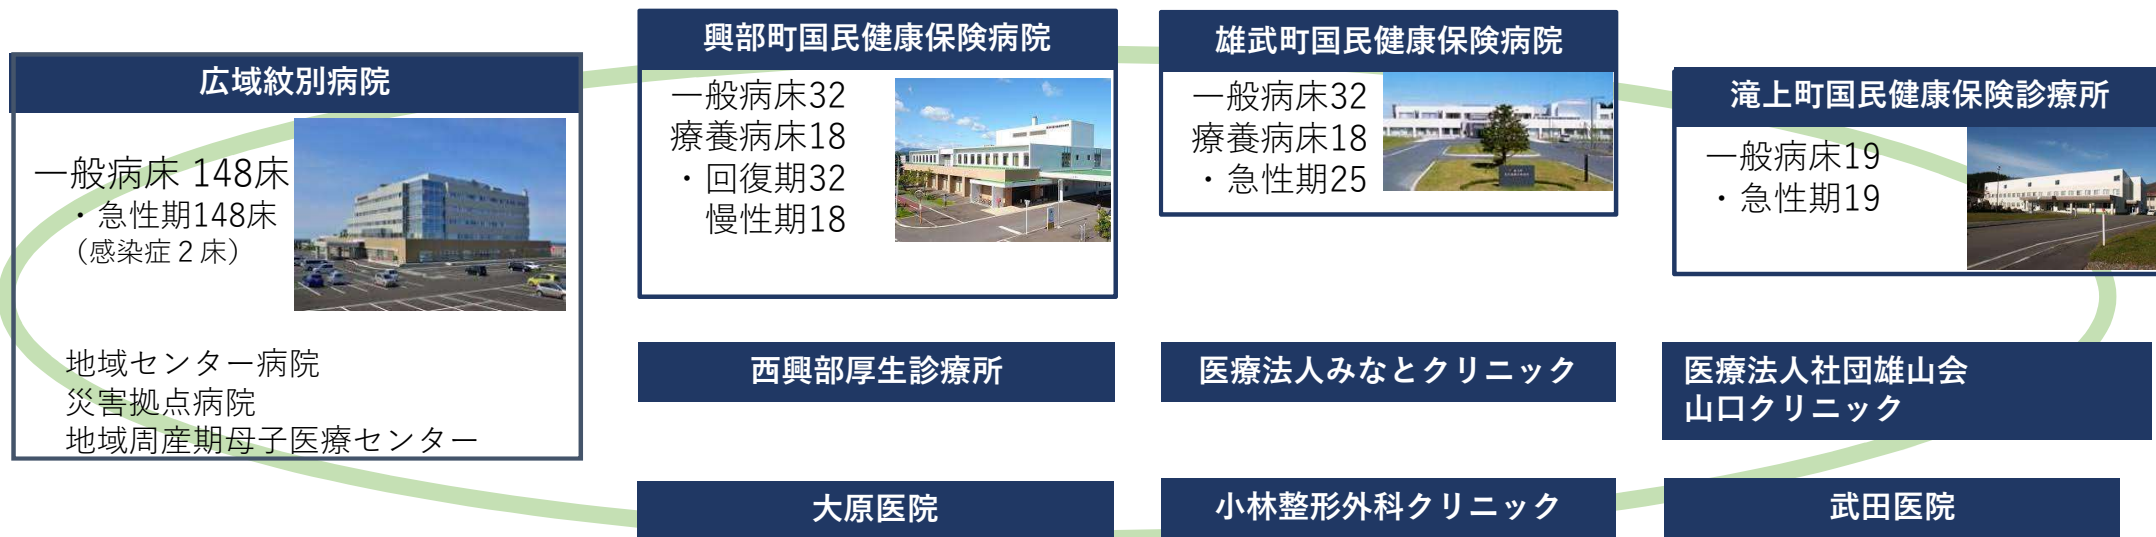 広域紋別病院
一般病床 148床
・急性期148床
（感染症２床）
地域センター病院
災害拠点病院
地域周産期母子医療センター
興部町国民健康保険病院
一般病床32
療養病床18
・回復期32
慢性期18
雄武町国民健康保険病院
一般病床32
療養病床18
・急性期25
滝上町国民健康保険診療所
一般病床19
・急性期19
西興部厚生診療所
医療法人みなとクリニック
医療法人社団雄山会
山口クリニック
大原医院
小林整形外科クリニック
武田医院